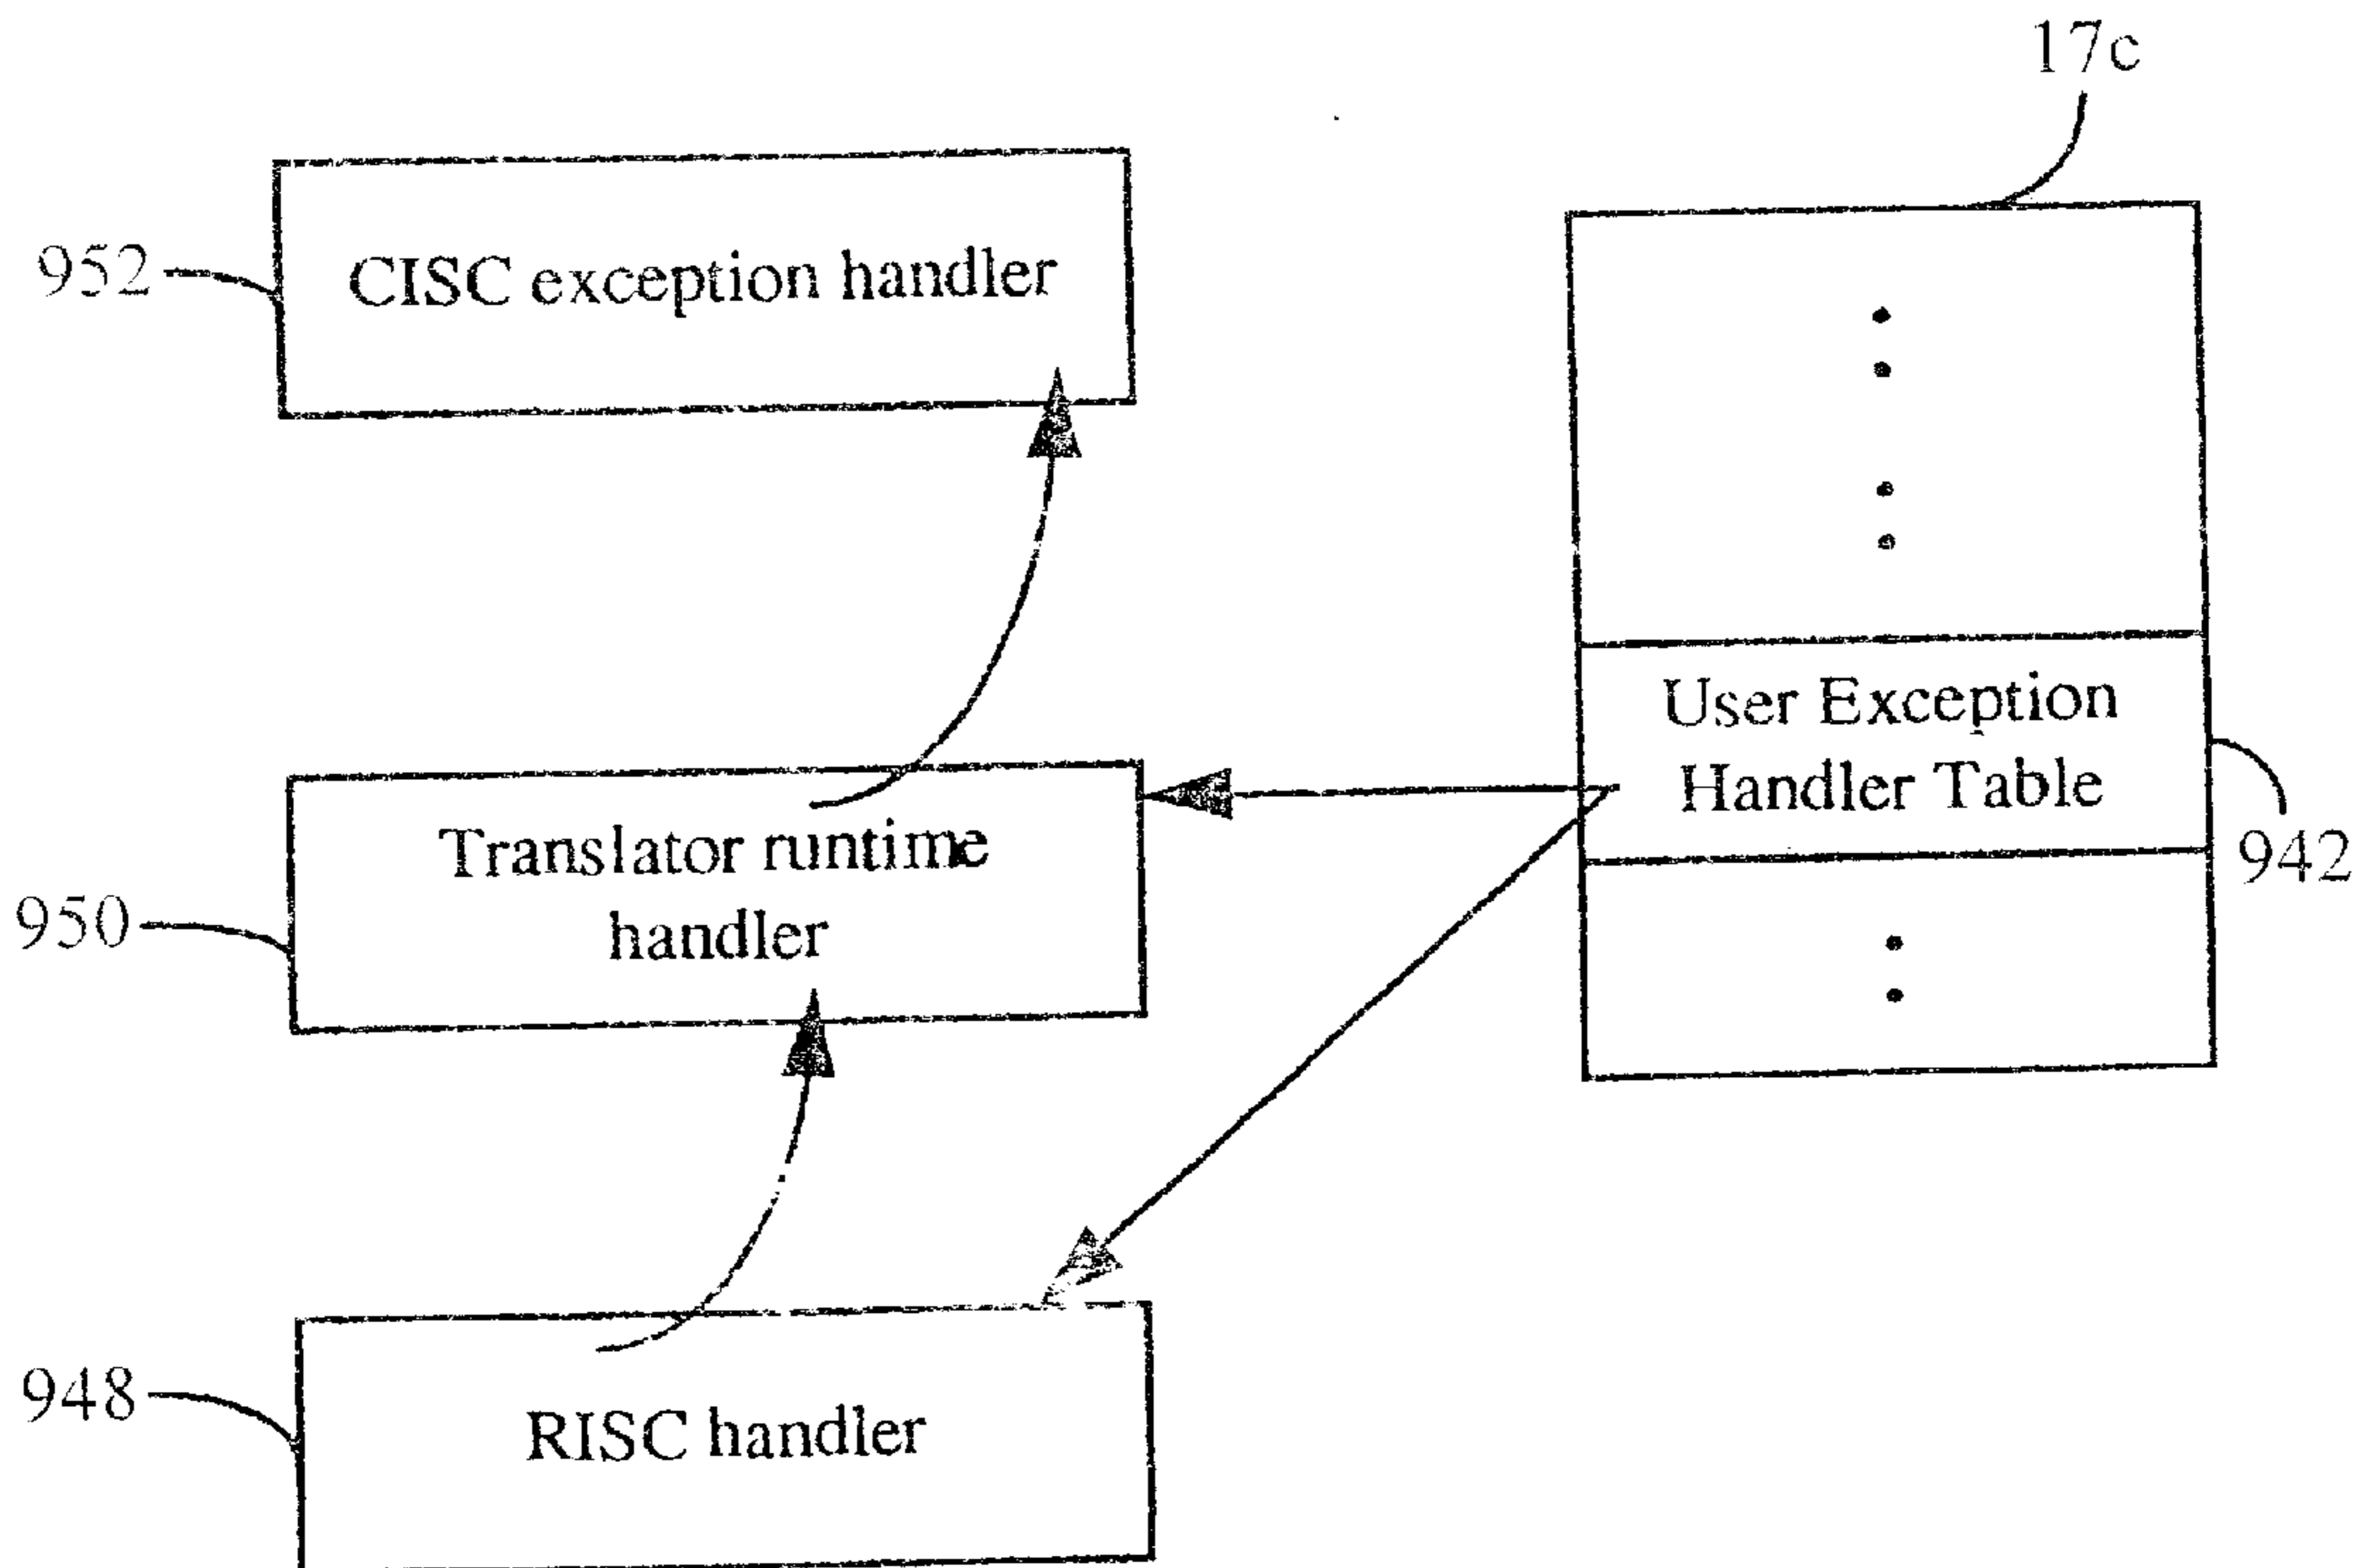 17c
952
CISC exception handler
User Exception
Handler Table
942
Translator runtime
handler
950
948
RISC handler